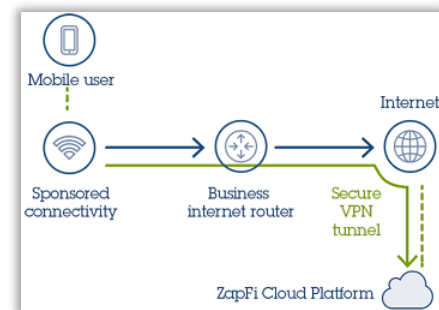 Mobile user
Internet
Sponsored
connectivity
Business
internet router
Secure
VPN
tunnel
ZapFi Cloud Platform